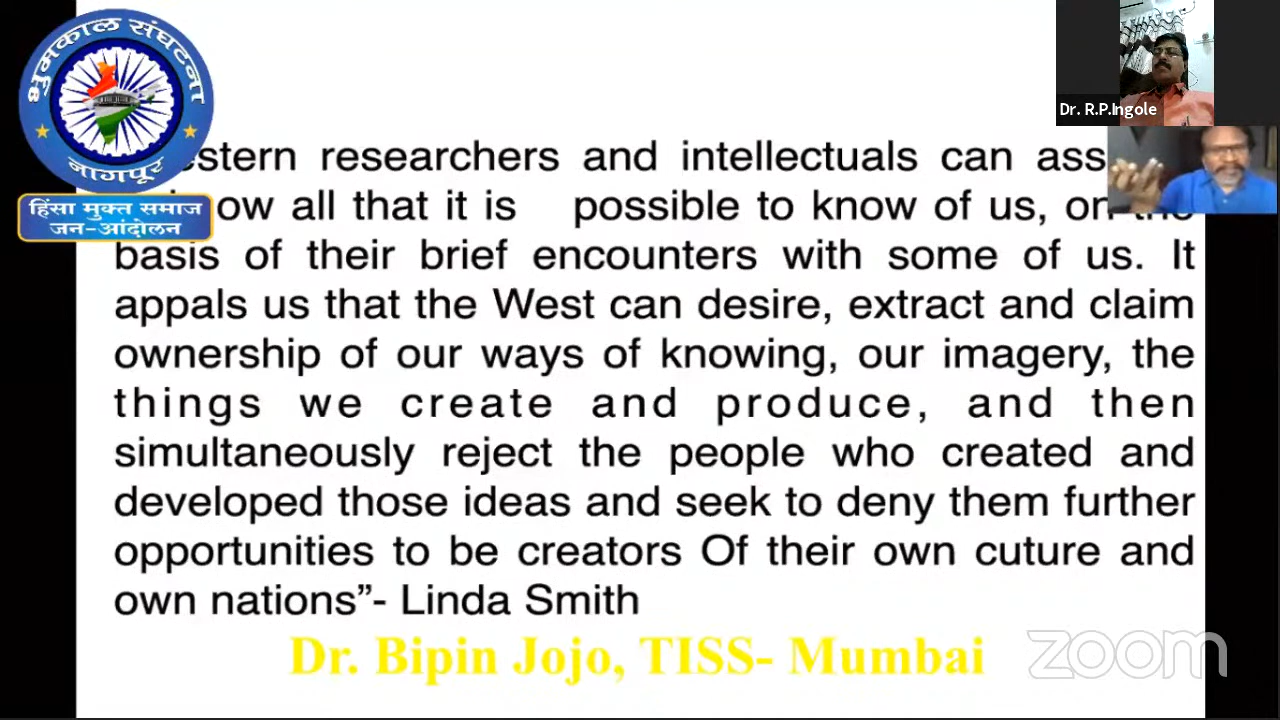 भुमकाल संघटना
नागपूर
हिंसा मुक्त समाज
जन-आंदोलन
Dr. R.P.Ingole
researchers and intellectuals can
all that it is possible to know of us, on the
basis of their brief encounters with some of us. It
appals us that the West can desire, extract and claim
ownership of our ways of knowing, our imagery, the
things we create and produce, and then
simultaneously reject the people who created and
developed those ideas and seek to deny them further
opportunities to be creators Of their own cuture and
own nations”- Linda Smith
Dr. Bipin Jojo, TISS- Mumbai
zoom